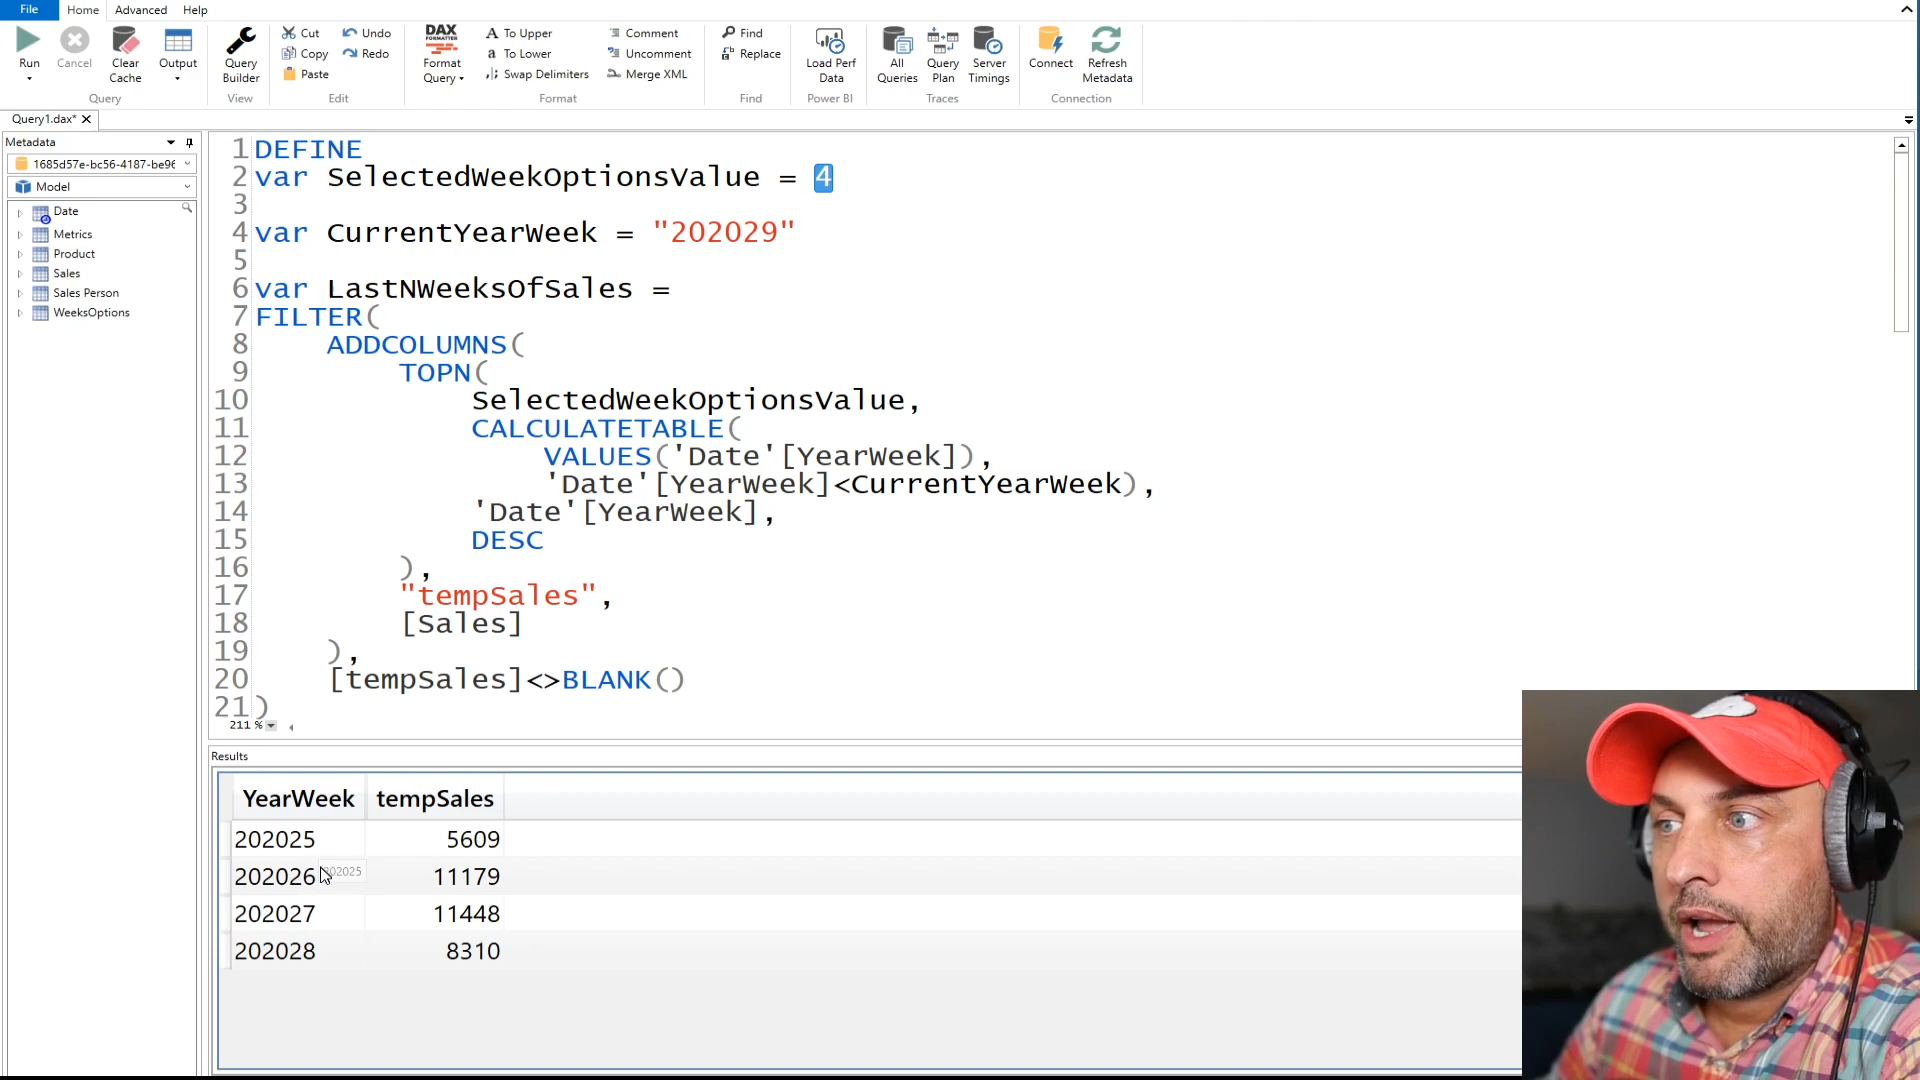 File Home Advanced Help
Run
Cancel
Clear Cache
Output
Query Builder
Cut
Copy
Paste
Undo
Redo
DAX
FORMATTER
Format Query
To Upper
To Lower
Swap Delimiters
Comment
Uncomment
Merge XML
Find
Replace
Load Perf Data
All Queries
Query Plan
Server Timings
Connect
Refresh Metadata
Query View Edit Format Find Power BI Traces Connection
Query1.dax*
Metadata
1685d57e-bc56-4187-be96
Model
Date
Metrics
Product
Sales
Sales Person
WeeksOptions
1 DEFINE
2 var SelectedWeekOptionsValue = 4
3
4 var CurrentYearWeek = "202029"
5
6 var LastNWeeksOfSales =
7 FILTER(
8 ADDCOLUMNS(
9 TOPN(
10 SelectedWeekOptionsValue,
11 CALCULATETABLE(
12 VALUES('Date'[YearWeek]),
13 'Date'[YearWeek]<CurrentYearWeek),
14 'Date'[YearWeek],
15 DESC
16 ),
17 "tempSales",
18 [Sales]
19 ),
20 [tempSales]<>BLANK()
21 )
211 %
Results
YearWeek tempSales
202025 5609
202026 11179
202025
202027 11448
202028 8310